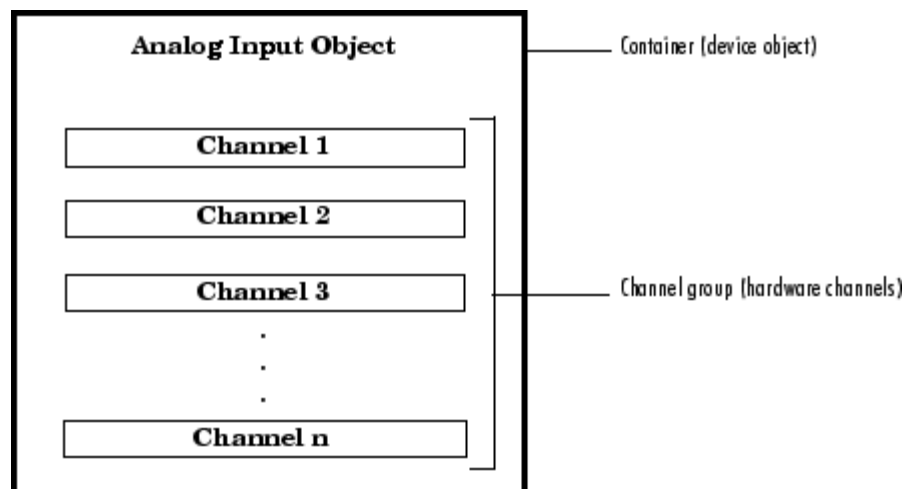 Analog Input Object
Container (device object)
Channel 1
Channel 2
Channel 3
Channel group (hardware channels)
.
.
.
Channel n